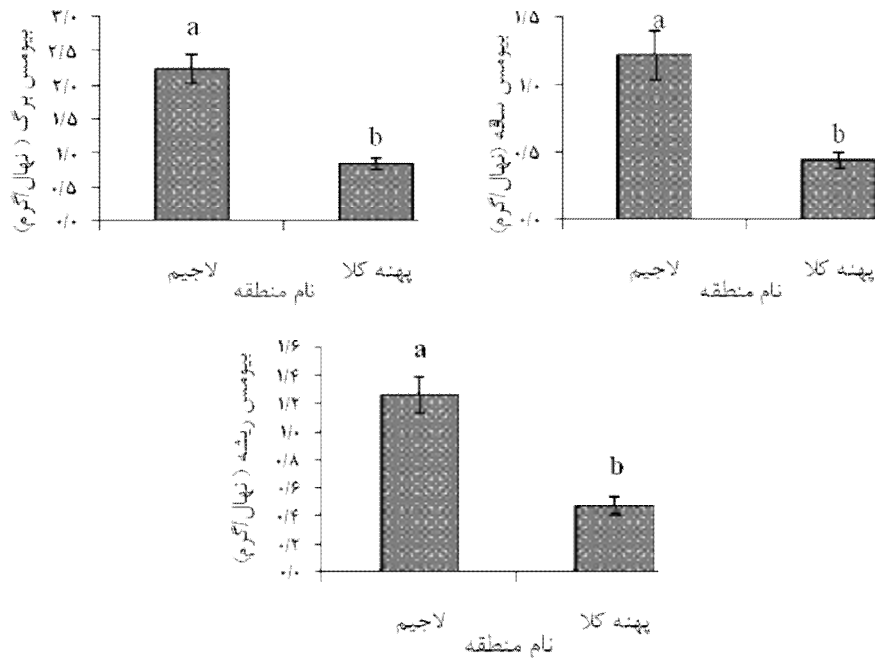 بیومس برگ (نهال/گرم)
۳/۰
۲/۵
۲/۰
۱/۵
۱/۰
۰/۵
۰/۰
a
b
لاجیم
پهنه کلا
نام منطقه
بیومس ساقه (نهال/گرم)
۱/۵
۱/۰
۰/۵
۰/۰
a
b
لاجیم
پهنه کلا
نام منطقه
بیومس ریشه (نهال/گرم)
۱/۶
۱/۴
۱/۲
۱/۰
۰/۸
۰/۶
۰/۴
۰/۲
۰/۰
a
b
لاجیم
پهنه کلا
نام منطقه